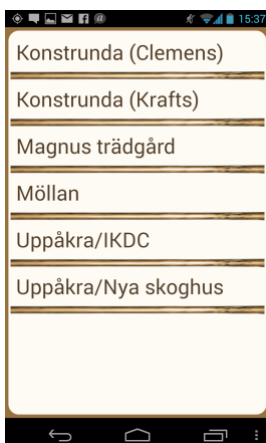 15:37
Konstrunda (Clemens)
Konstrunda (Krafts)
Magnus trädgård
Möllan
Uppåkra/IKDC
Uppåkra/Nya skoghus